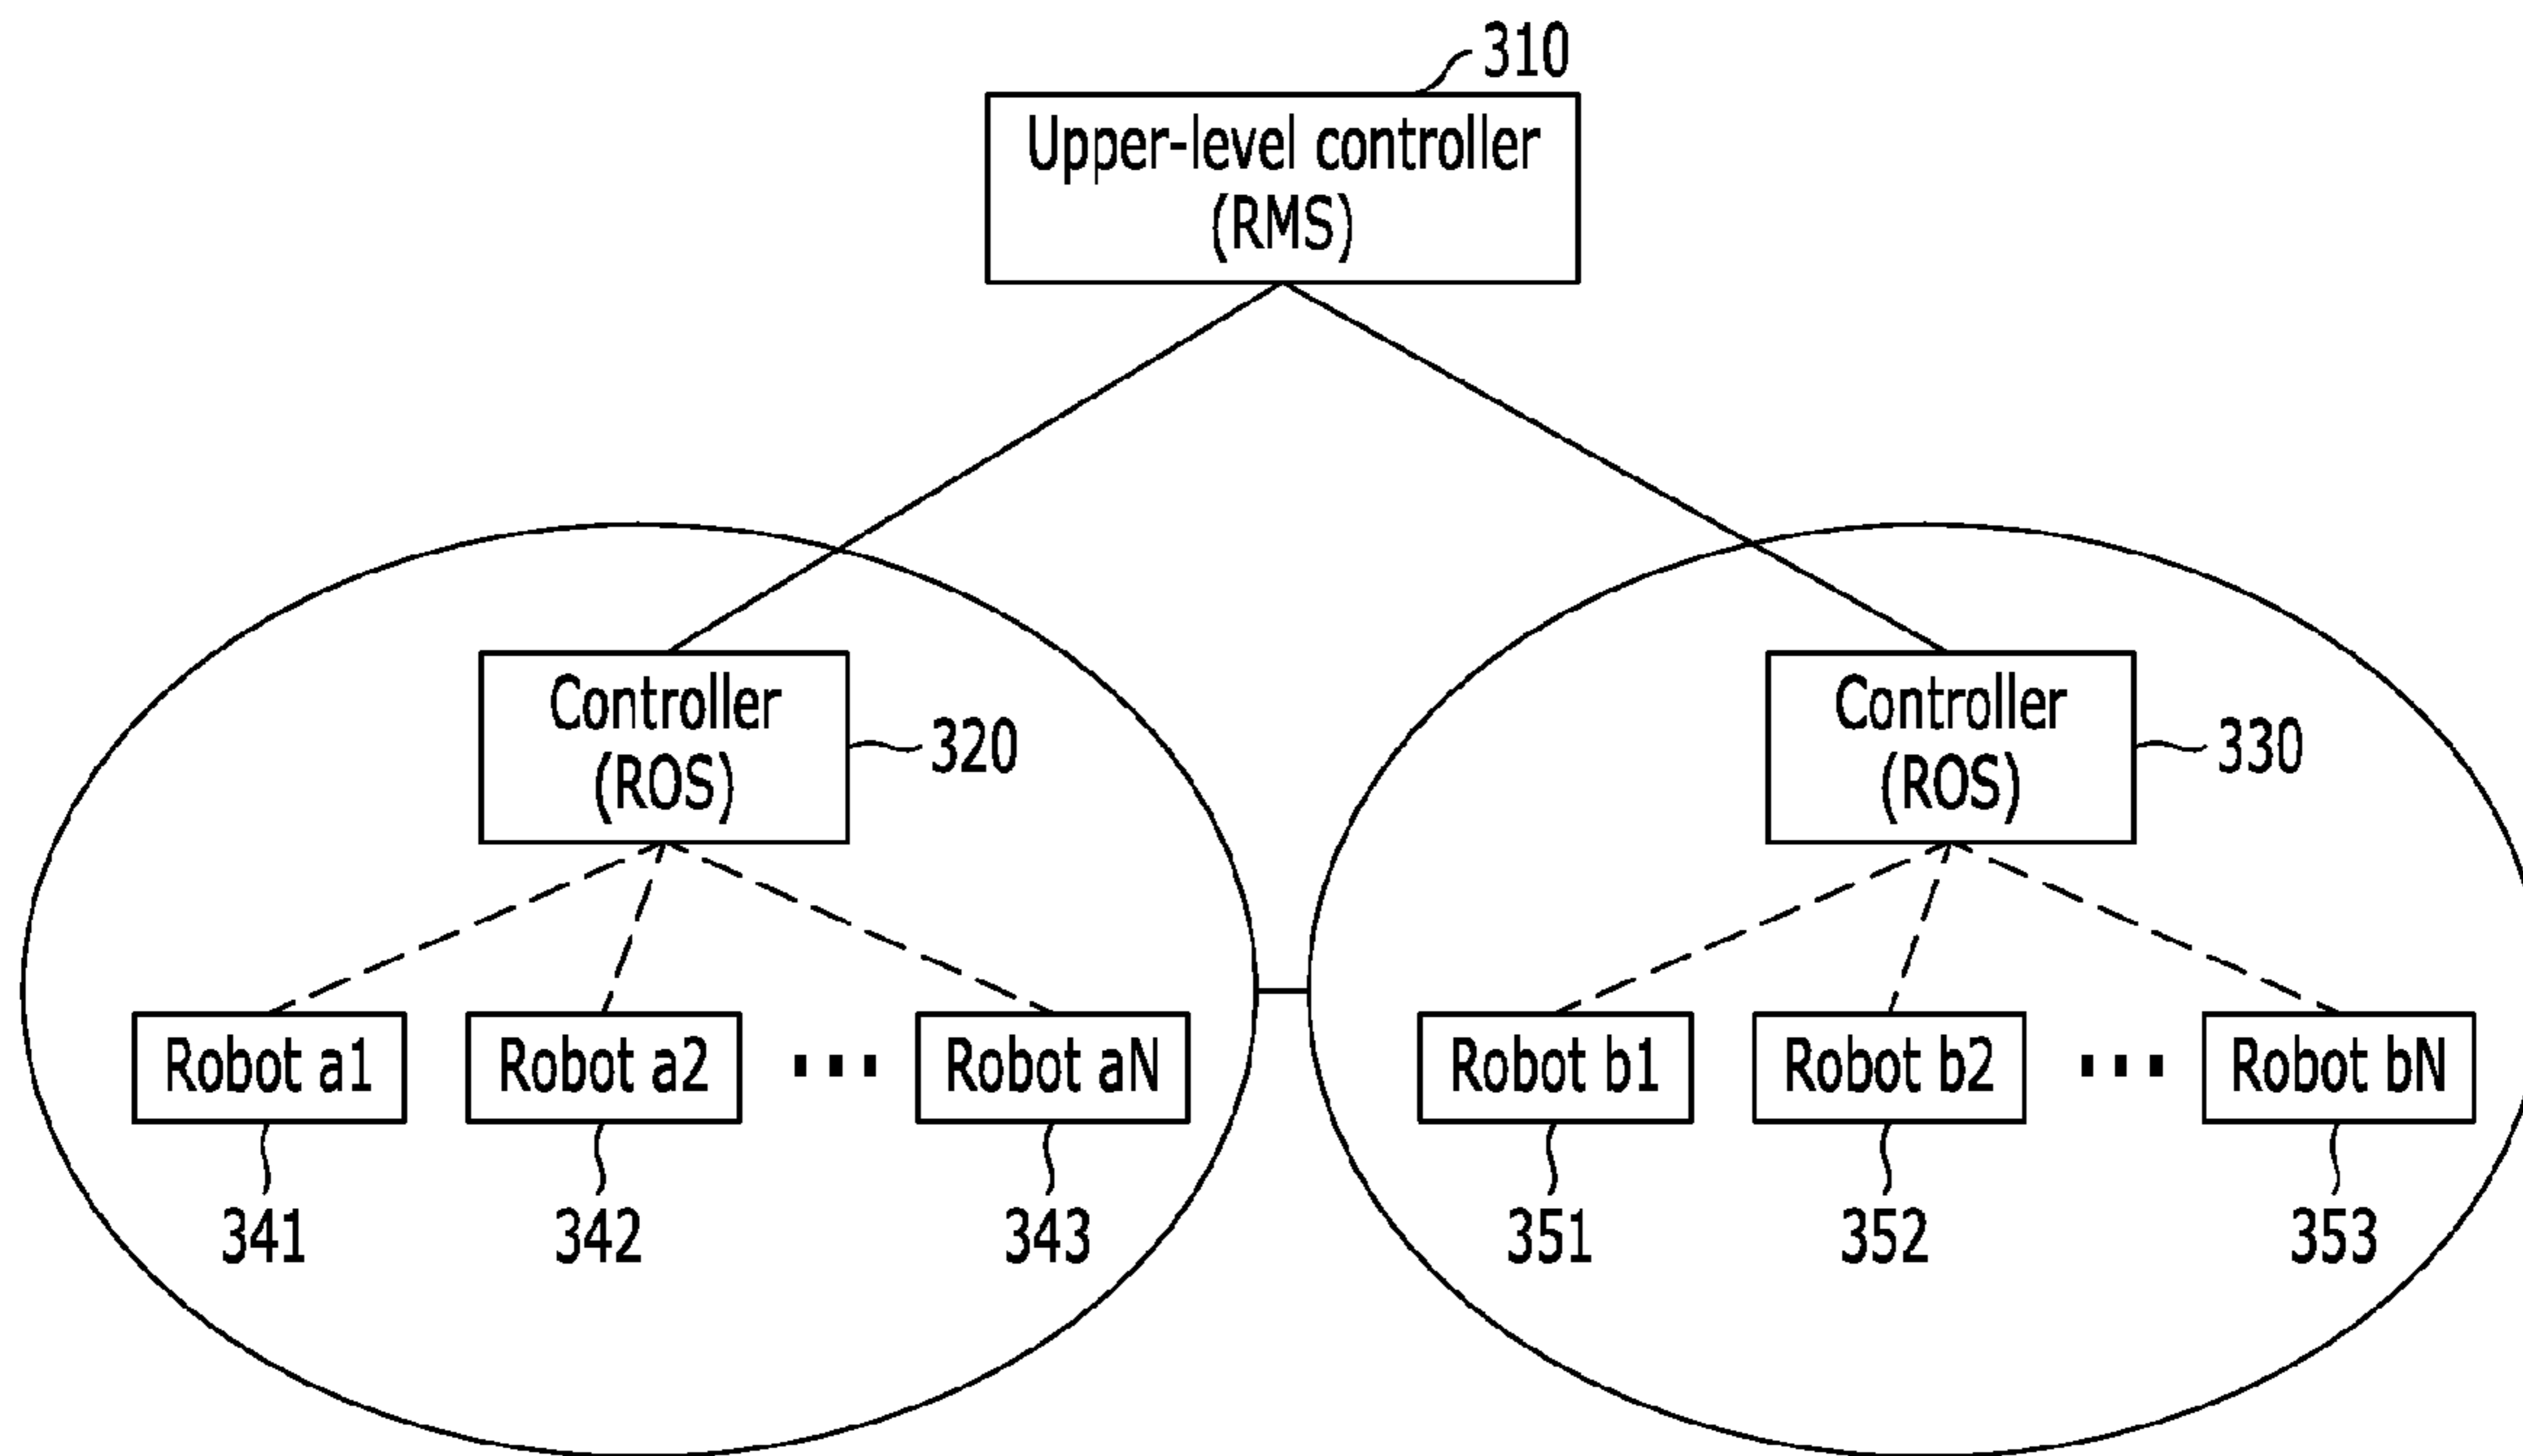 310
Upper-level controller
(RMS)
Controller
(ROS)
320
Controller
(ROS)
330
Robot a1
Robot a2
...
Robot aN
Robot b1
Robot b2
...
Robot bN
341
342
343
351
352
353